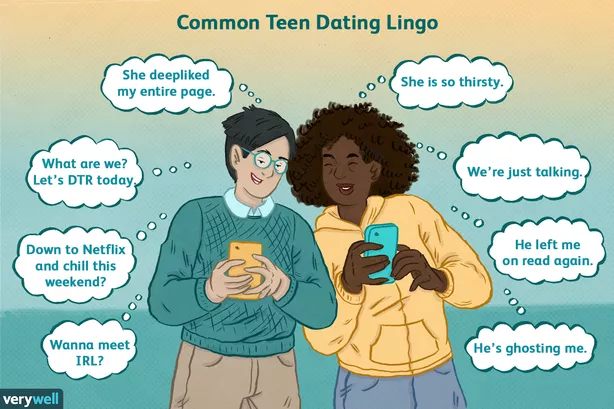 Common Teen Dating Lingo
She deepliked
my entire page.
She is so thirsty.
What are we?
Let's DTR today.
We're just talking.
Down to Netflix
and chill this
weekend?
He left me
on read again.
Wanna meet
IRL?
He's ghosting me.
verywell